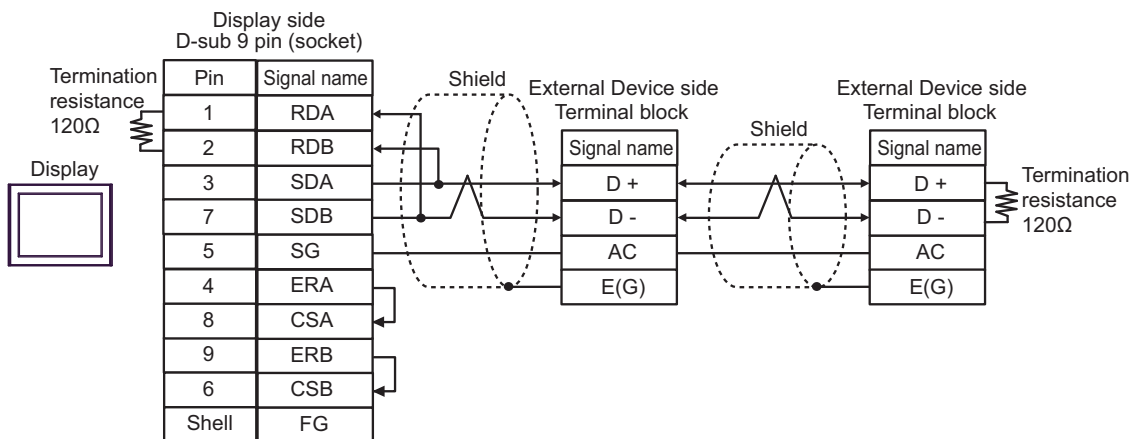 Display side
D-sub 9 pin (socket)
Termination
resistance
120Ω
Display
Pin Signal name
1 RDA
2 RDB
3 SDA
7 SDB
5 SG
4 ERA
8 CSA
9 ERB
6 CSB
Shell FG
Shield
External Device side
Terminal block
Signal name
D +
D -
AC
E(G)
Shield
External Device side
Terminal block
Signal name
D +
D -
AC
E(G)
Termination
resistance
120Ω